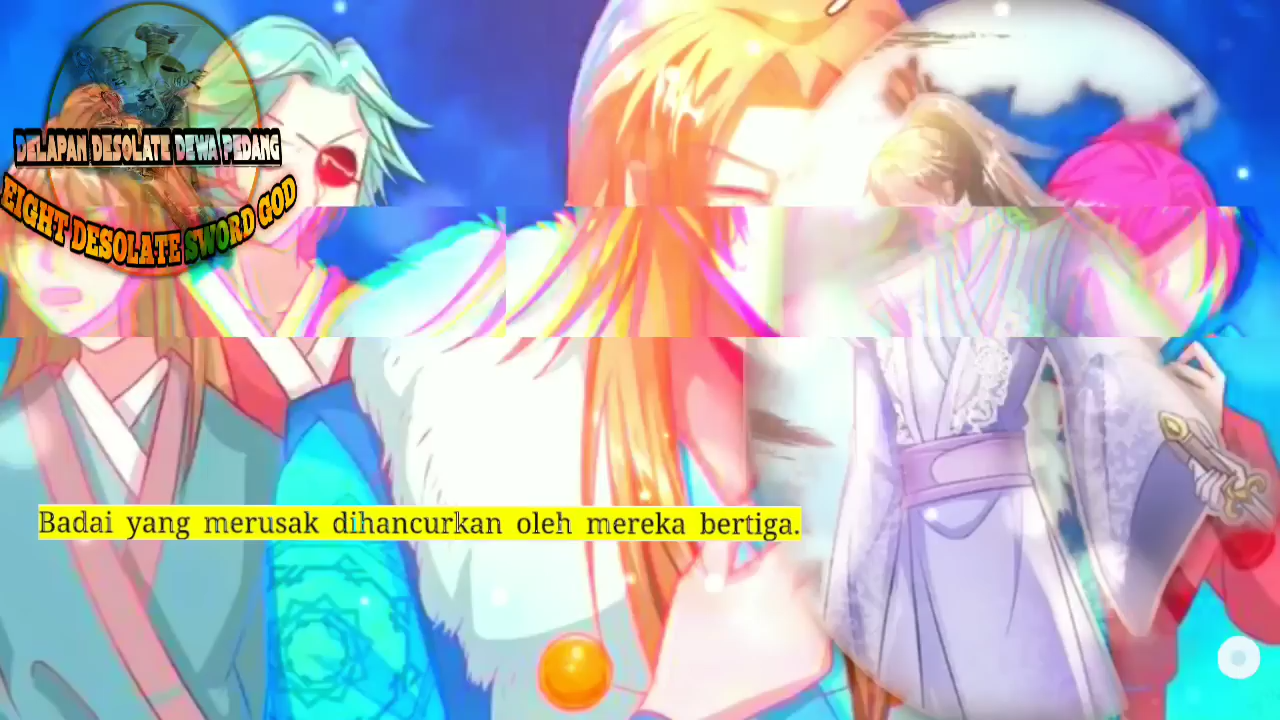 DELAPAN DESOLATE DEWA PEDANG
EIGHT DESOLATE SWORD GOD
Badai yang merusak dihancurkan oleh mereka bertiga.